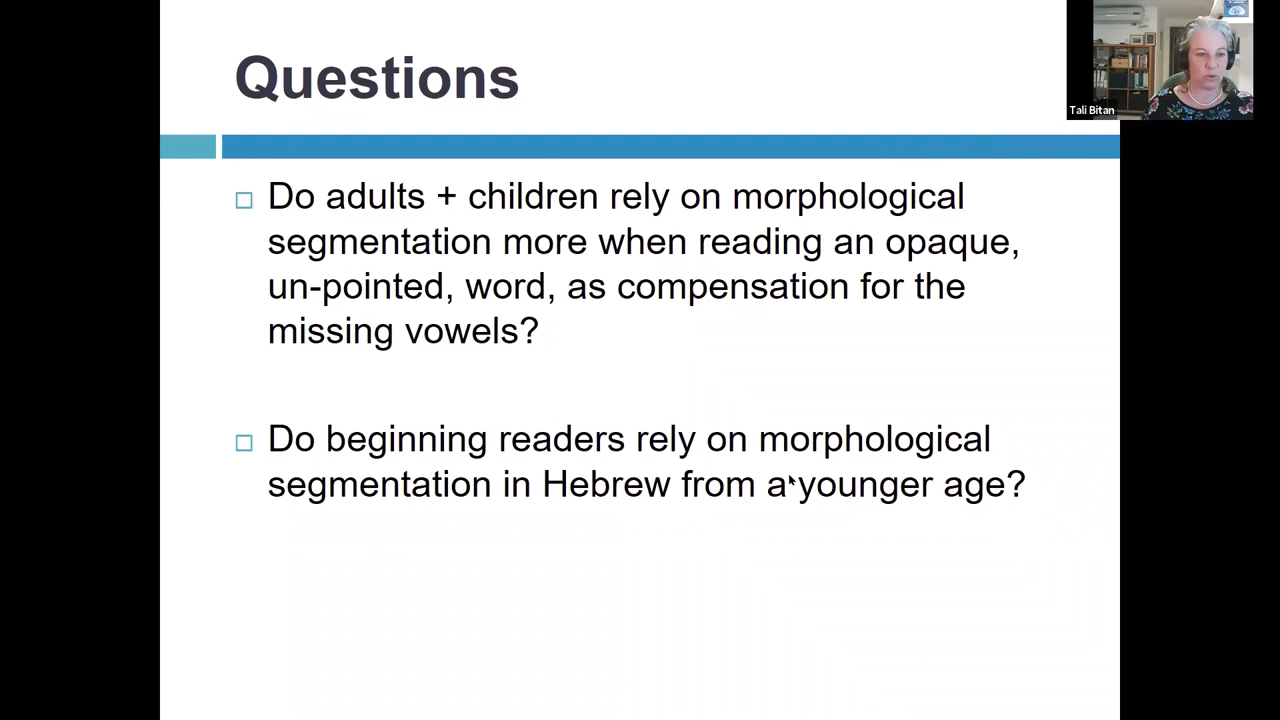 Questions
Tali Bitan
Do adults + children rely on morphological
segmentation more when reading an opaque,
un-pointed, word, as compensation for the
missing vowels?
Do beginning readers rely on morphological
segmentation in Hebrew from a younger age?